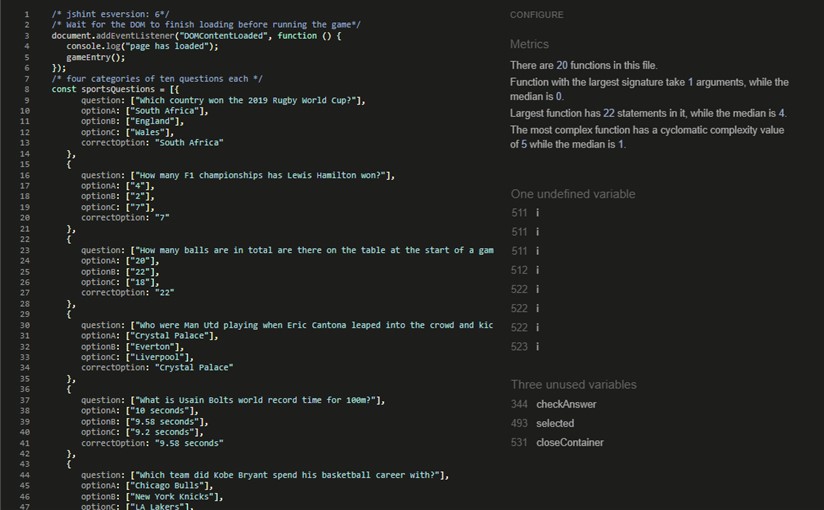 1 /* jshint esversion: 6*/
2 /* Wait for the DOM to finish loading before running the game*/
3 document.addEventListener("DOMContentLoaded", function () {
4 console.log("page has loaded");
5 gameEntry();
6 });
7 /* four categories of ten questions each */
8 const sportsQuestions = [{
9 question: ["Which country won the 2019 Rugby World Cup?"],
10 optionA: ["South Africa"],
11 optionB: ["England"],
12 optionC: ["Wales"],
13 correctOption: "South Africa"
14 },
15 {
16 question: ["How many F1 championships has Lewis Hamilton won?"],
17 optionA: ["4"],
18 optionB: ["2"],
19 optionC: ["7"],
20 correctOption: "7"
21 },
22 {
23 question: ["How many balls are in total are there on the table at the start of a gam
24 optionA: ["20"],
25 optionB: ["22"],
26 optionC: ["18"],
27 correctOption: "22"
28 },
29 {
30 question: ["Who were Man Utd playing when Eric Cantona leaped into the crowd and kic
31 optionA: ["Crystal Palace"],
32 optionB: ["Everton"],
33 optionC: ["Liverpool"],
34 correctOption: "Crystal Palace"
35 },
36 {
37 question: ["What is Usain Bolts world record time for 100m?"],
38 optionA: ["10 seconds"],
39 optionB: ["9.58 seconds"],
40 optionC: ["9.2 seconds"],
41 correctOption: "9.58 seconds"
42 },
43 {
44 question: ["Which team did Kobe Bryant spend his basketball career with?"],
45 optionA: ["Chicago Bulls"],
46 optionB: ["New York Knicks"],
47 optionC: ["LA Lakers"],
CONFIGURE
Metrics
There are 20 functions in this file.
Function with the largest signature take 1 arguments, while the
median is 0.
Largest function has 22 statements in it, while the median is 4.
The most complex function has a cyclomatic complexity value
of 5 while the median is 1.
One undefined variable
511 i
511 i
511 i
512 i
522 i
522 i
522 i
523 i
Three unused variables
344 checkAnswer
493 selected
531 closeContainer